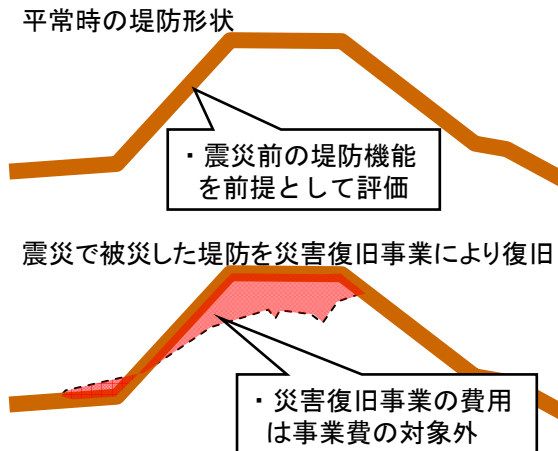 平常時の堤防形状
・震災前の堤防機能
を前提として評価
震災で被災した堤防を災害復旧事業により復旧
・災害復旧事業の費用
は事業費の対象外